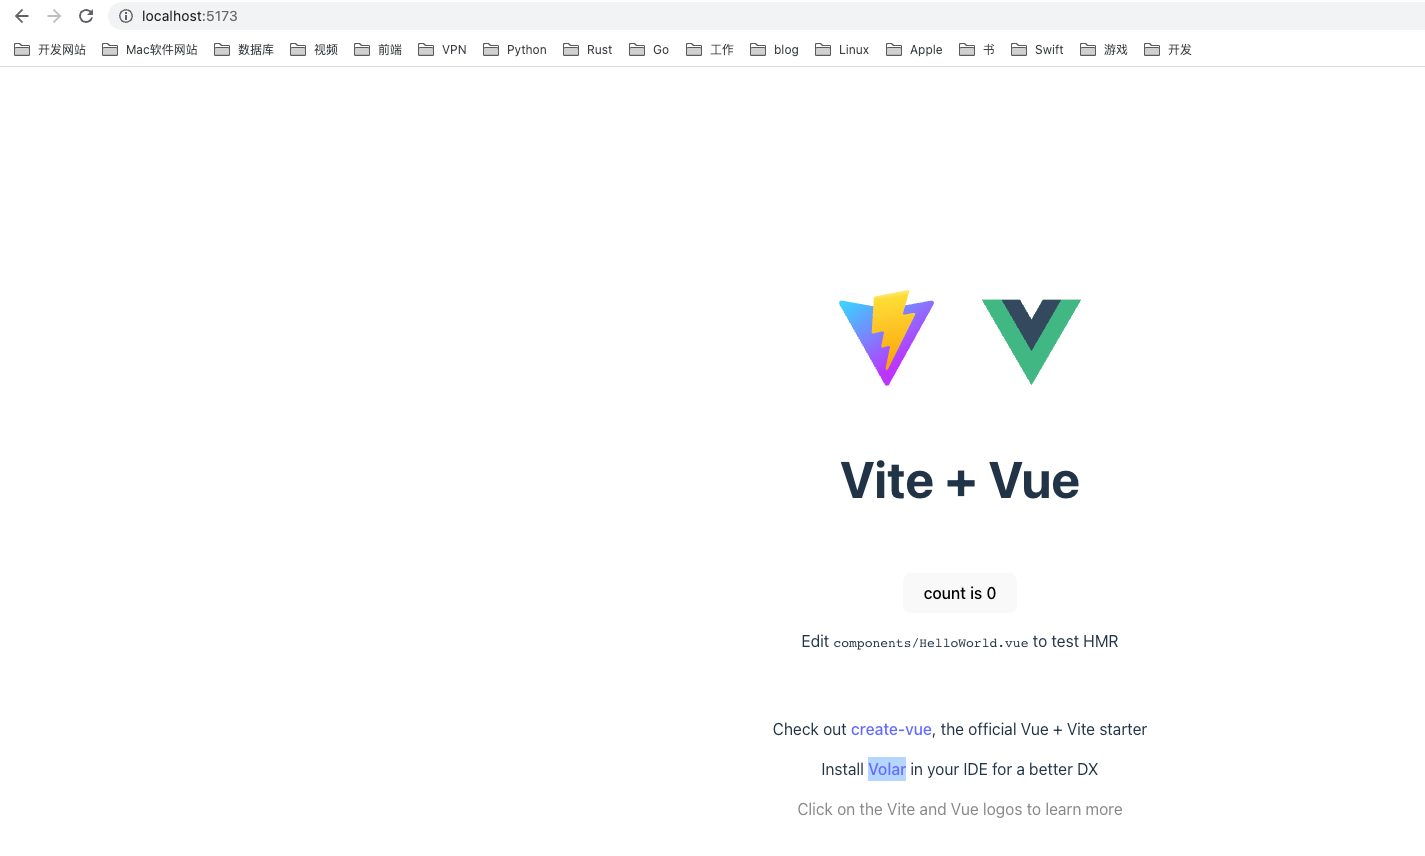 localhost:5173
开发网站 Mac软件网站 数据库 视频 前端 VPN Python Rust Go 工作 blog Linux Apple 书 Swift 游戏 开发
Vite + Vue
count is 0
Edit components/HelloWorld.vue to test HMR
Check out create-vue, the official Vue + Vite starter
Install Volar in your IDE for a better DX
Click on the Vite and Vue logos to learn more